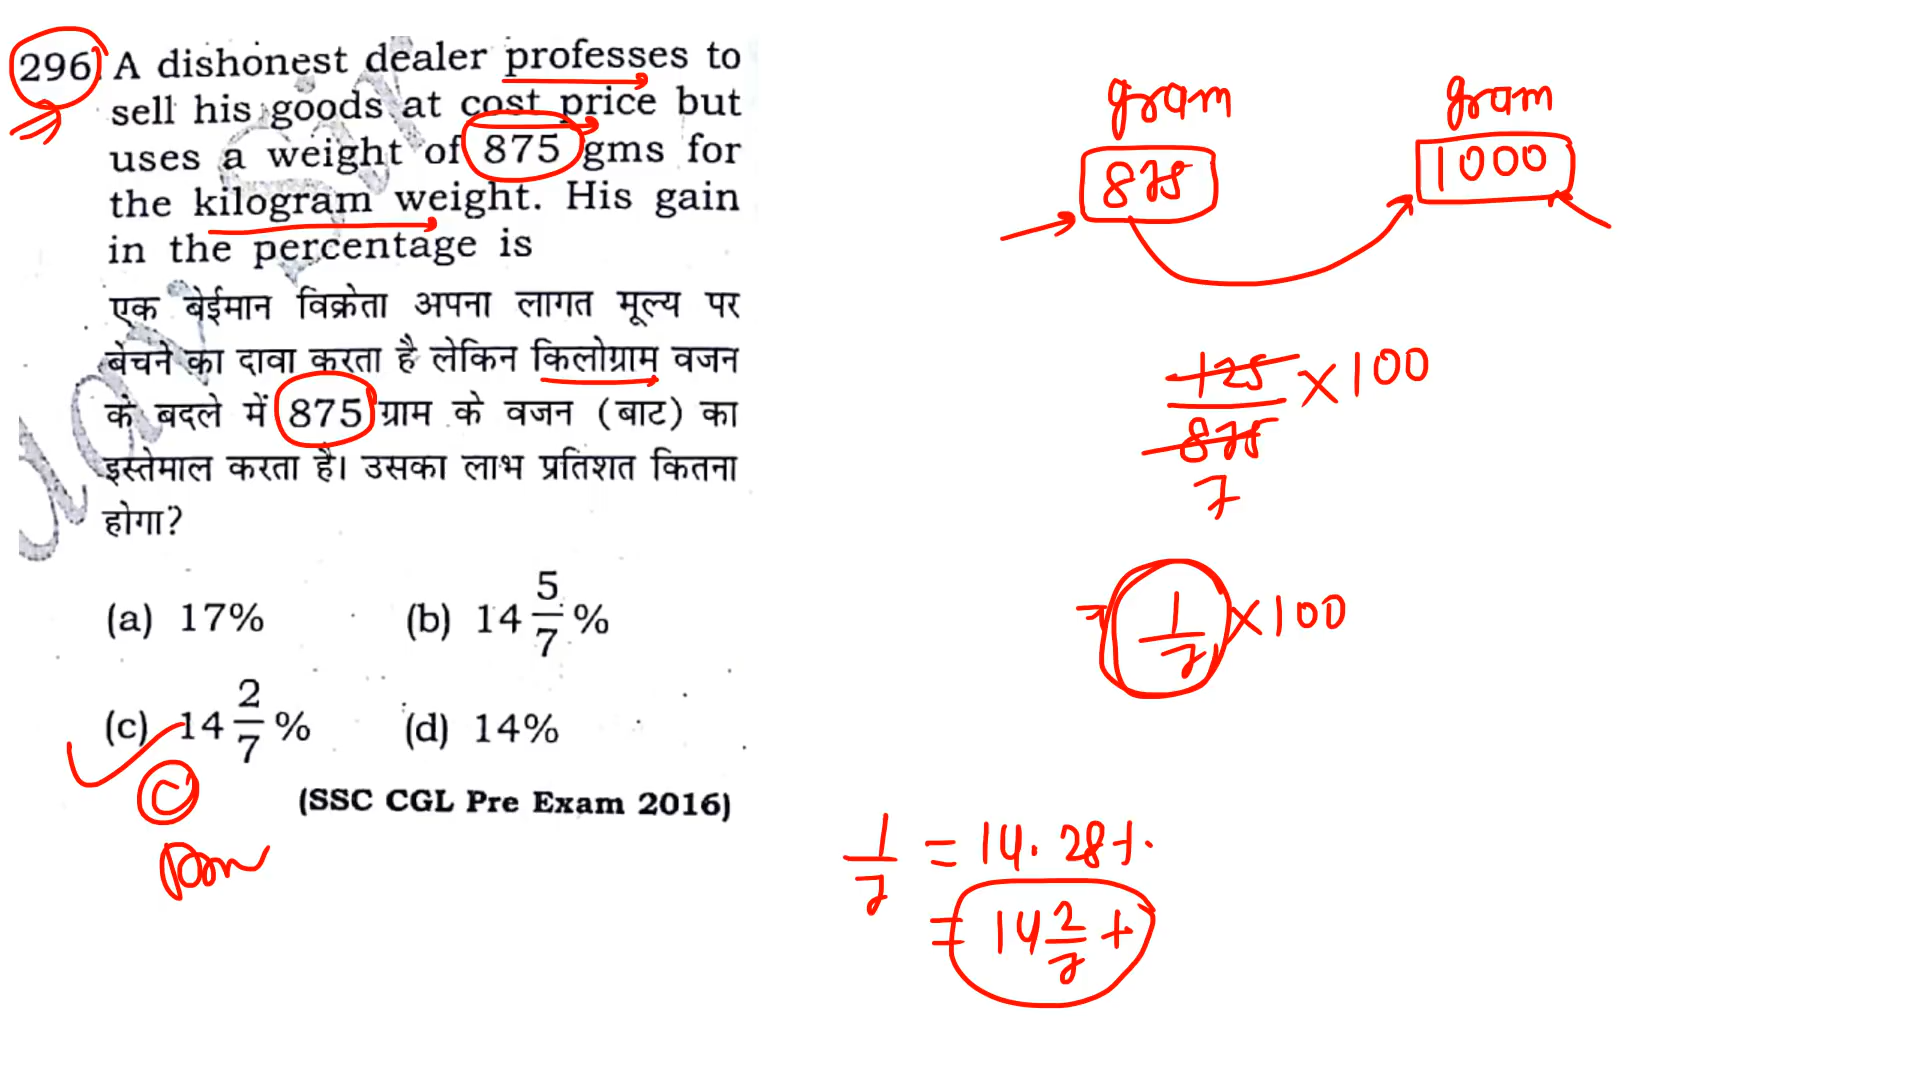 296. A dishonest dealer professes to
sell his goods at cost price but
uses a weight of 875 gms for
the kilogram weight. His gain
in the percentage is
एक बेईमान विक्रेता अपना लागत मूल्य पर
बेचने का दावा करता है लेकिन किलोग्राम वजन
के बदले में 875 ग्राम के वजन (बाट) का
इस्तेमाल करता है। उसका लाभ प्रतिशत कितना
होगा?
(a) 17% (b) 14 5/7 %
(c) 14 2/7 % (d) 14%
(SSC CGL Pre Exam 2016)
C
gram gram
875 1000
125/875 × 100
7
1/7 × 100
1/7 = 14.28%
= 14 2/7 %